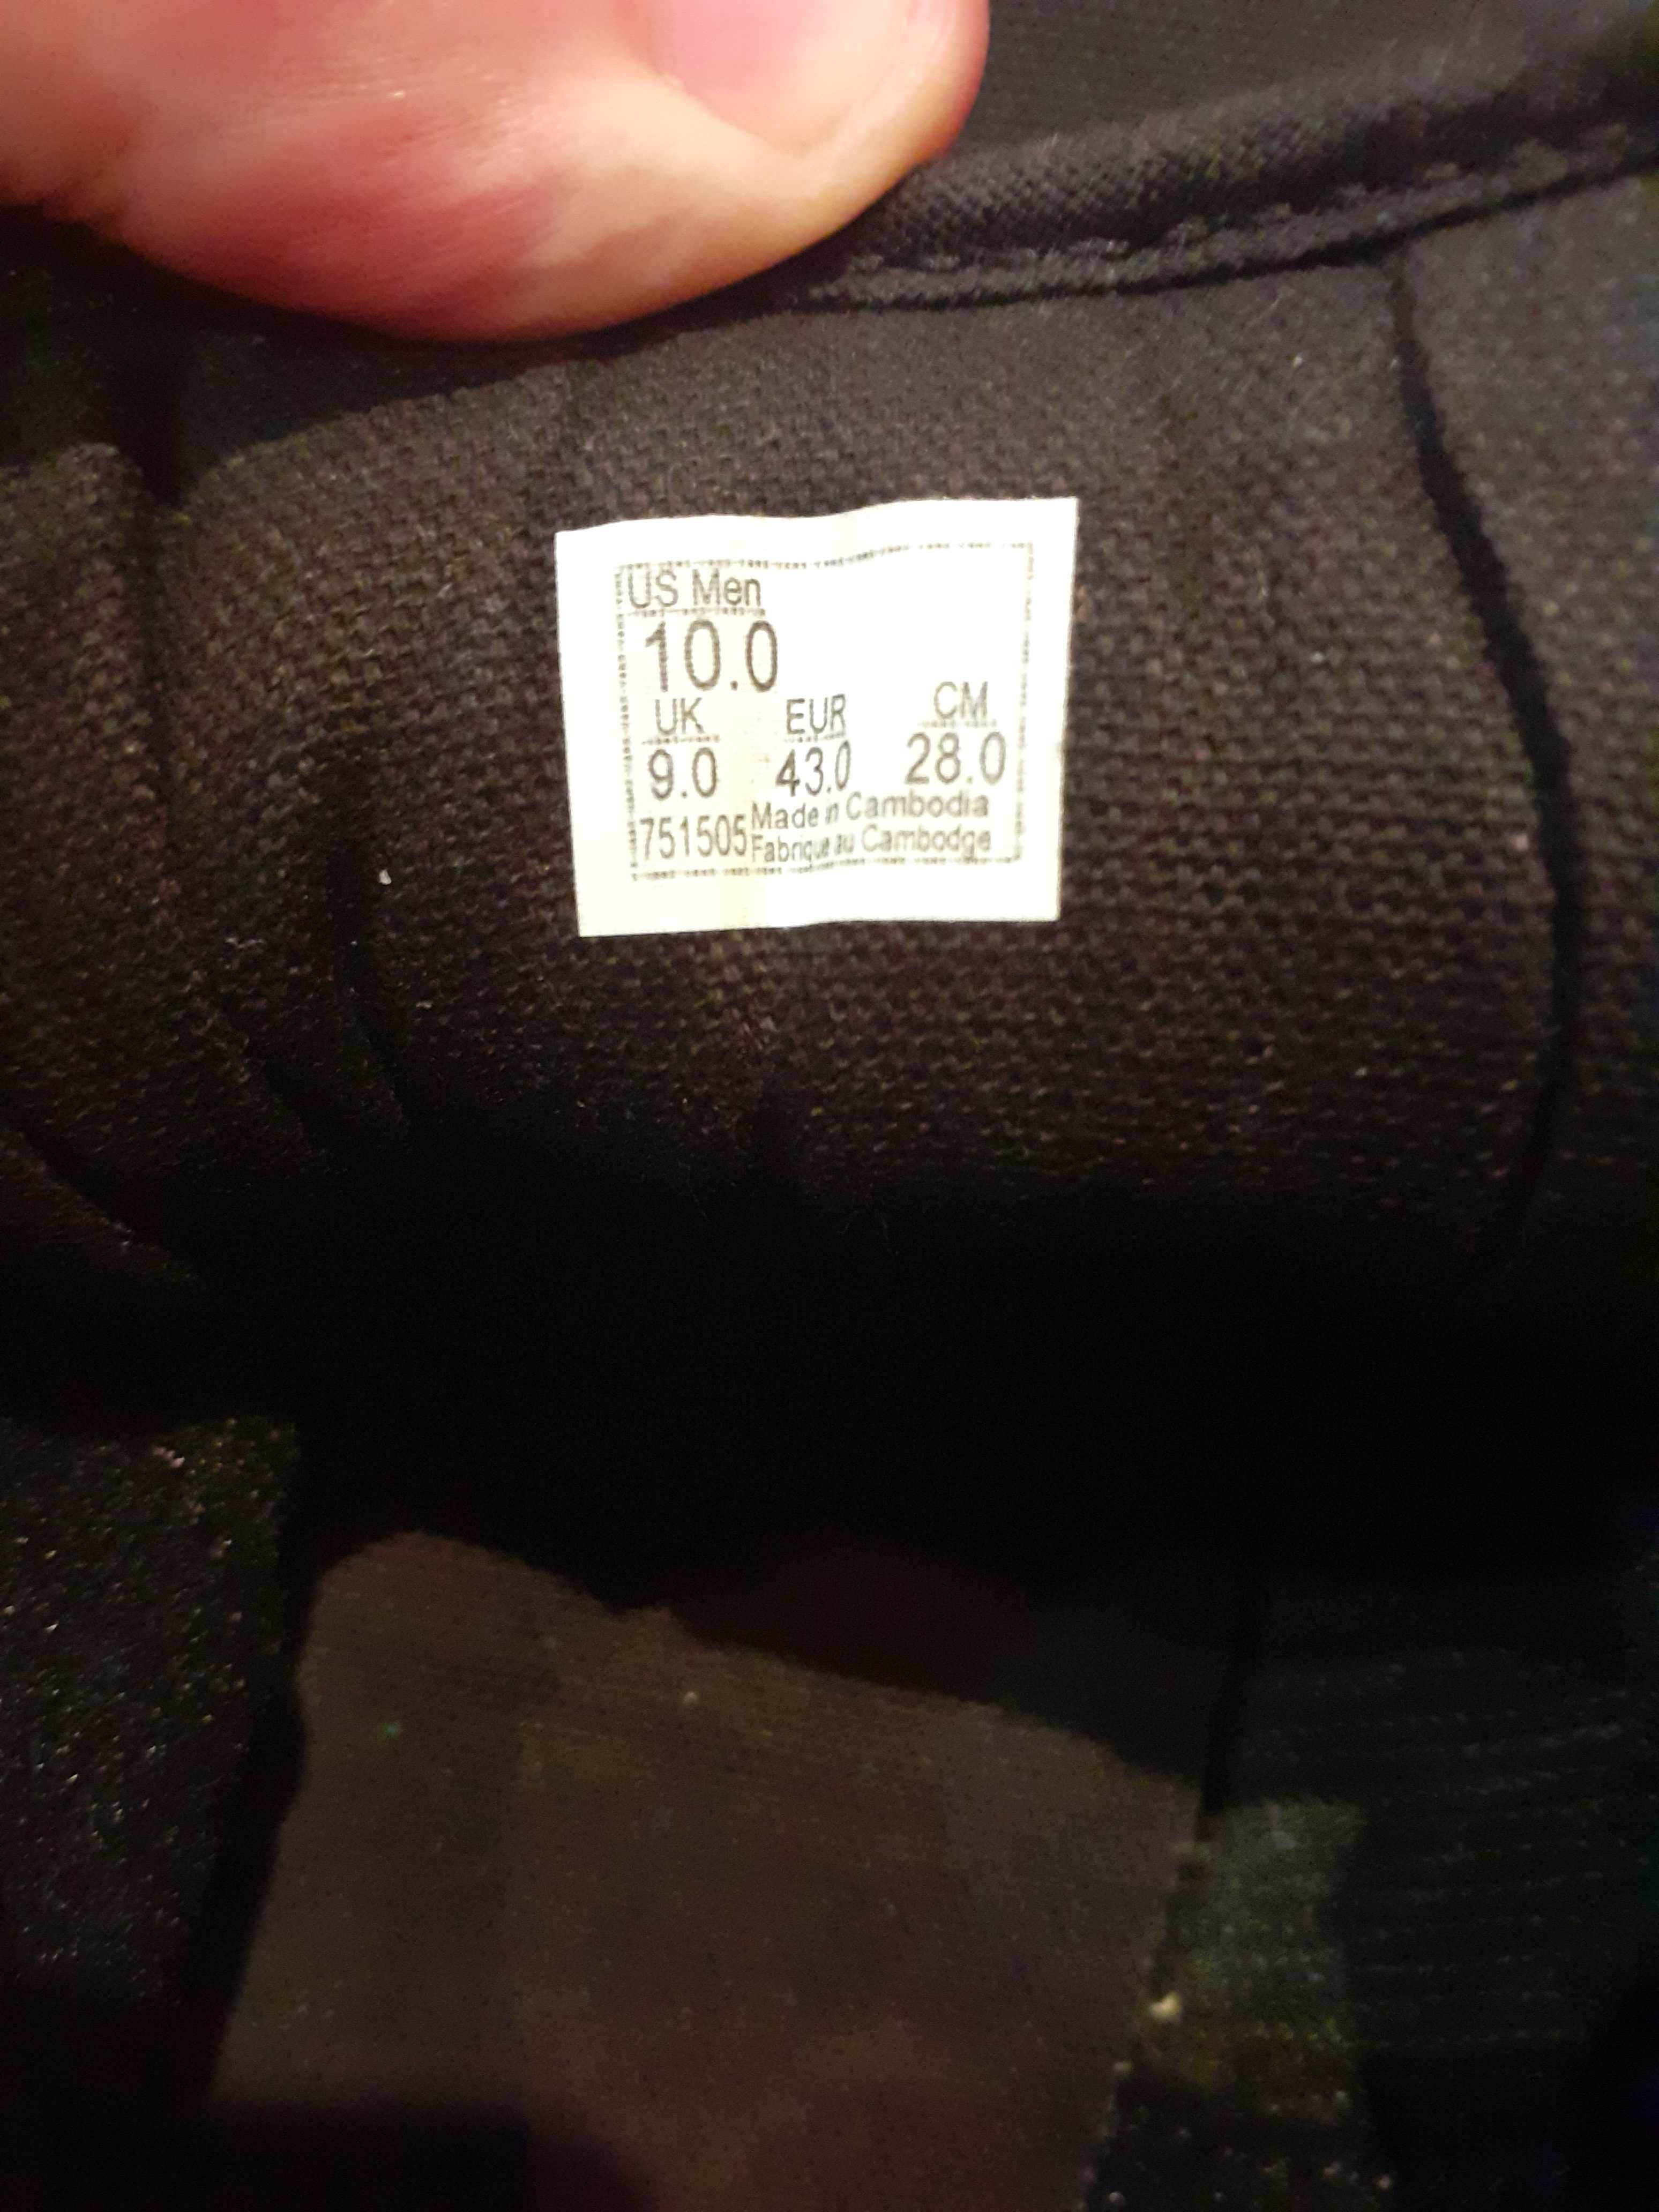 US Men
10.0
UK EUR CM
9.0 43.0 28.0
751505 Made in Cambodia
Fabrique au Cambodge